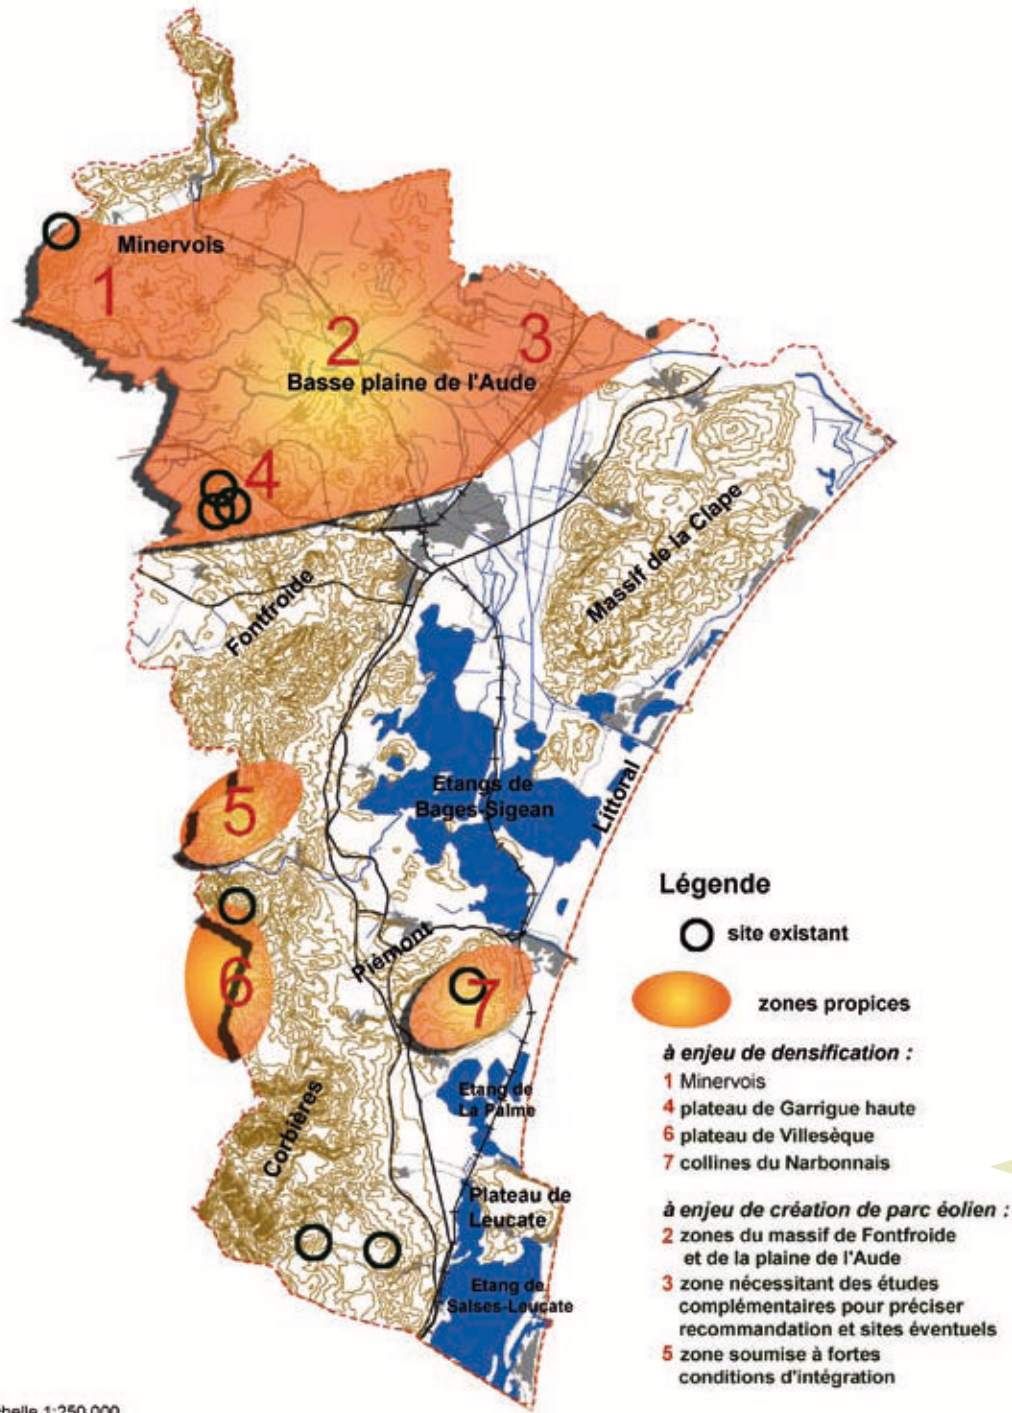 Minervois
1
2
3
Basse plaine de l'Aude
4
Massif de la Clape
Fontfroide
Etangs de
Bages-Sigean
Littoral
5
Légende
site existant
Piémont
6
7
zones propices
à enjeu de densification :
1 Minervois
4 plateau de Garrigue haute
6 plateau de Villesèque
7 collines du Narbonnais
Etang de
La Palme
Corbières
Plateau de
Leucate
à enjeu de création de parc éolien :
2 zones du massif de Fontfroide
et de la plaine de l'Aude
3 zone nécessitant des études
complémentaires pour préciser
recommandation et sites éventuels
5 zone soumise à fortes
conditions d'intégration
Etang de
Salses-Leucate
1:250 000